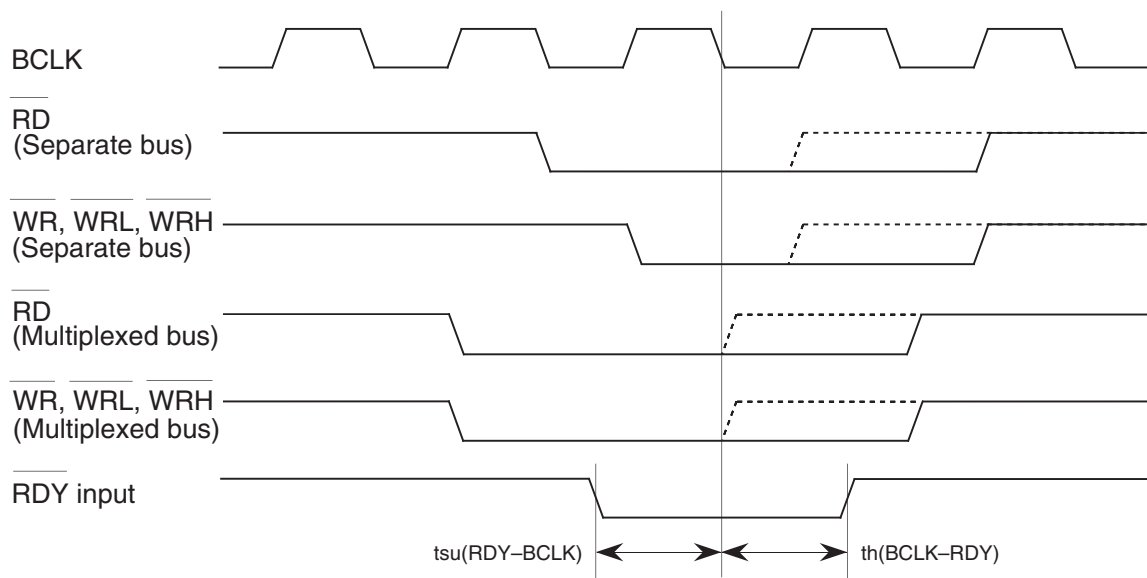 BCLK
RD
(Separate bus)
WR, WRL, WRH
(Separate bus)
RD
(Multiplexed bus)
WR, WRL, WRH
(Multiplexed bus)
RDY input
tsu(RDY–BCLK)
th(BCLK–RDY)